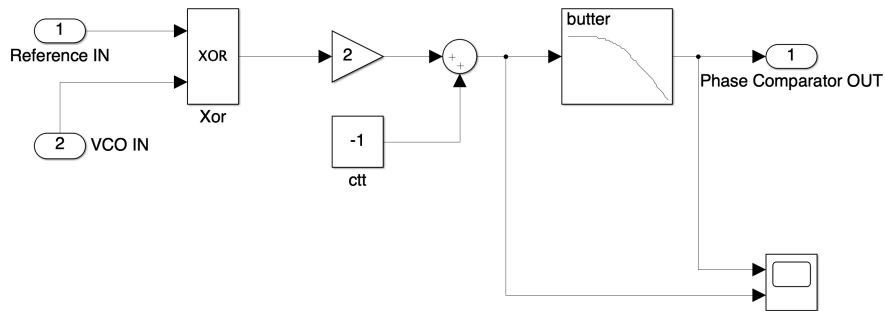 1
Reference IN
2
VCO IN
XOR
Xor
2
-1
ctt
+
+
butter
1
Phase Comparator OUT